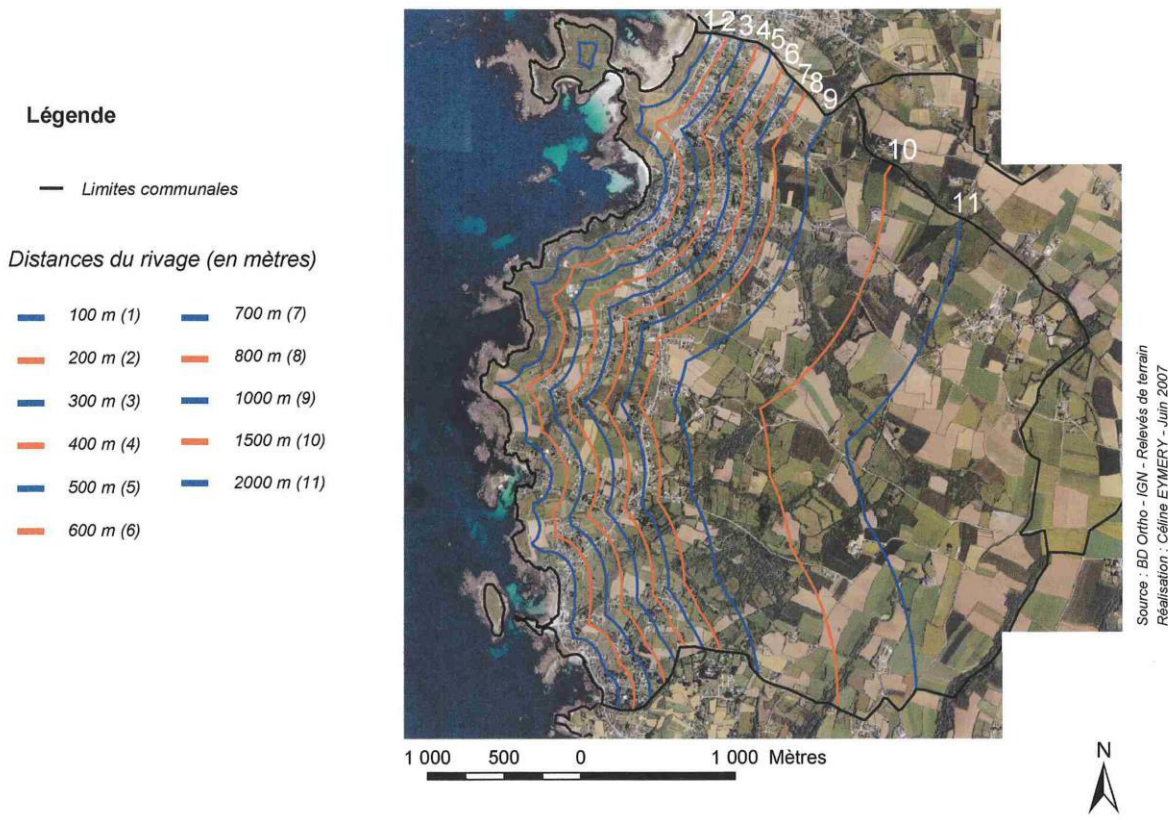 Légende
Limites communales
Distances du rivage (en mètres)
100 m (1)
200 m (2)
300 m (3)
400 m (4)
500 m (5)
600 m (6)
700 m (7)
800 m (8)
1000 m (9)
1500 m (10)
2000 m (11)
1 2 3 4 5 6 7 8 9
10
11
1 000 500 0 1 000 Mètres
N
Source : BD Ortho - IGN - Relevés de terrain
Réalisation : Céline EYMERY - Juin 2007